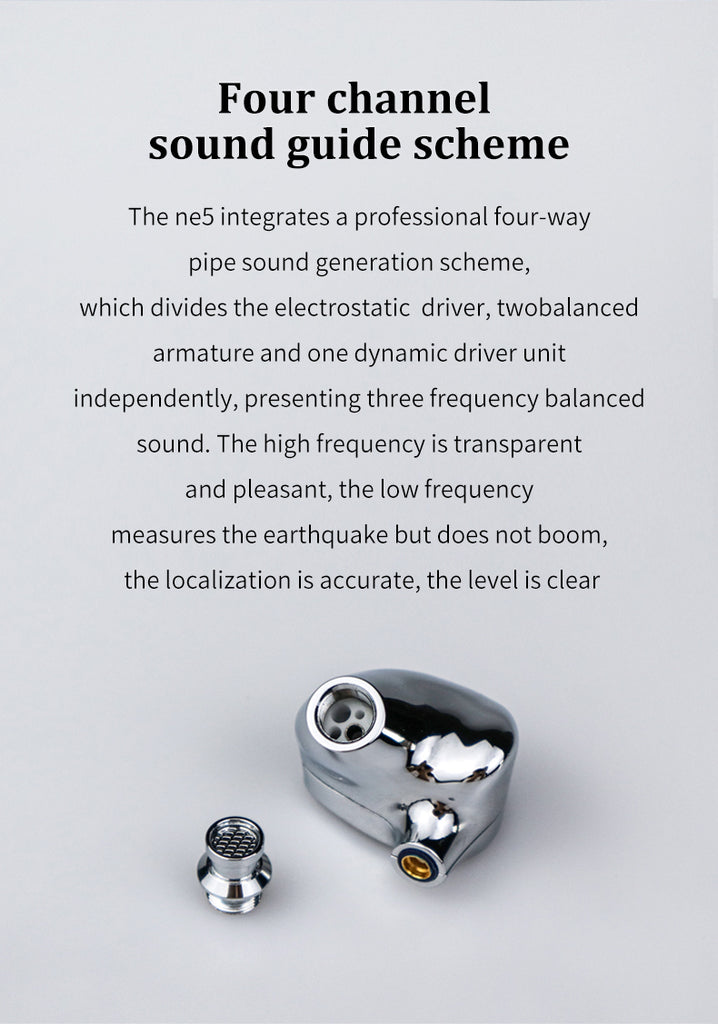 Four channel
sound guide scheme
The ne5 integrates a professional four-way
pipe sound generation scheme,
which divides the electrostatic  driver, twobalanced
armature and one dynamic driver unit
independently, presenting three frequency balanced
sound. The high frequency is transparent
and pleasant, the low frequency
measures the earthquake but does not boom,
the localization is accurate, the level is clear